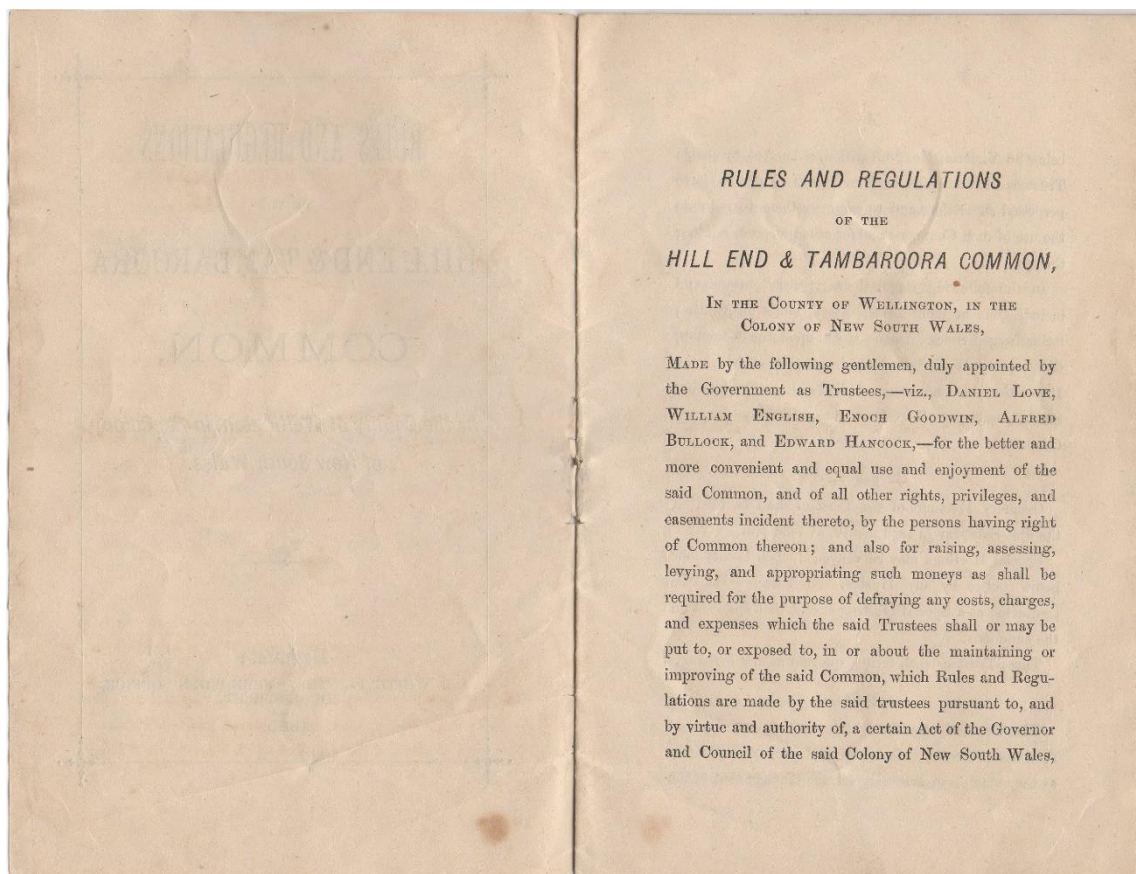 RULES AND REGULATIONS
OF THE
HILL END & TAMBAROORA COMMON,
IN THE COUNTY OF WELLINGTON, IN THE
COLONY OF NEW SOUTH WALES,
MADE by the following gentlemen, duly appointed by
the Government as Trustees,—viz., DANIEL LOVE,
WILLIAM ENGLISH, ENOCH GOODWIN, ALFRED
BULLOCK, and EDWARD HANCOCK,—for the better and
more convenient and equal use and enjoyment of the
said Common, and of all other rights, privileges, and
easements incident thereto, by the persons having right
of Common thereon; and also for raising, assessing,
levying, and appropriating such moneys as shall be
required for the purpose of defraying any costs, charges,
and expenses which the said Trustees shall or may be
put to, or exposed to, in or about the maintaining or
improving of the said Common, which Rules and Regu-
lations are made by the said trustees pursuant to, and
by virtue and authority of, a certain Act of the Governor
and Council of the said Colony of New South Wales,